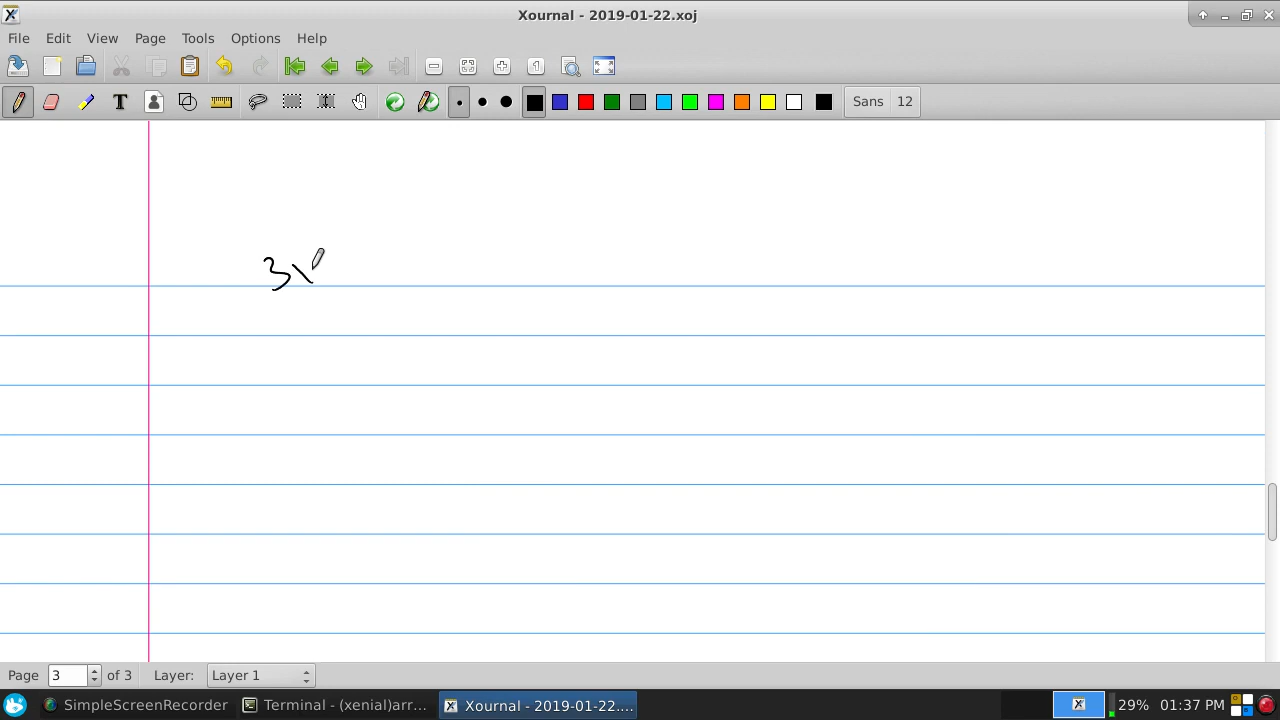 Xournal - 2019-01-22.xoj
File Edit View Page Tools Options Help
Sans 12
3
Page 3 of 3 Layer: Layer 1
SimpleScreenRecorder Terminal - (xenial)arr... Xournal - 2019-01-22.... 29% 01:37 PM